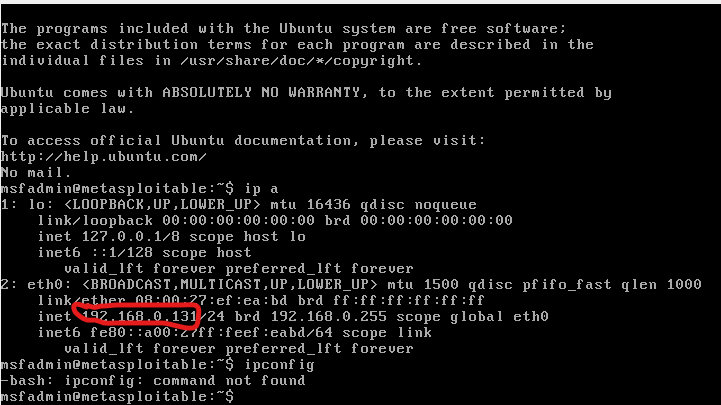 The programs included with the Ubuntu system are free software;
the exact distribution terms for each program are described in the
individual files in /usr/share/doc/*/copyright.
Ubuntu comes with ABSOLUTELY NO WARRANTY, to the extent permitted by
applicable law.
To access official Ubuntu documentation, please visit:
http://help.ubuntu.com/
No mail.
msfadmin@metasploitable:~$ ip a
1: lo: <LOOPBACK,UP,LOWER_UP> mtu 16436 qdisc noqueue
link/loopback 00:00:00:00:00:00 brd 00:00:00:00:00:00
inet 127.0.0.1/8 scope host lo
inet6 ::1/128 scope host
valid_lft forever preferred_lft forever
2: eth0: <BROADCAST,MULTICAST,UP,LOWER_UP> mtu 1500 qdisc pfifo_fast qlen 1000
link/ether 08:00:27:ef:ea:bd brd ff:ff:ff:ff:ff:ff
inet 192.168.0.131/24 brd 192.168.0.255 scope global eth0
inet6 fe80::a00:27ff:feef:eabd/64 scope link
valid_lft forever preferred_lft forever
msfadmin@metasploitable:~$ ipconfig
-bash: ipconfig: command not found
msfadmin@metasploitable:~$